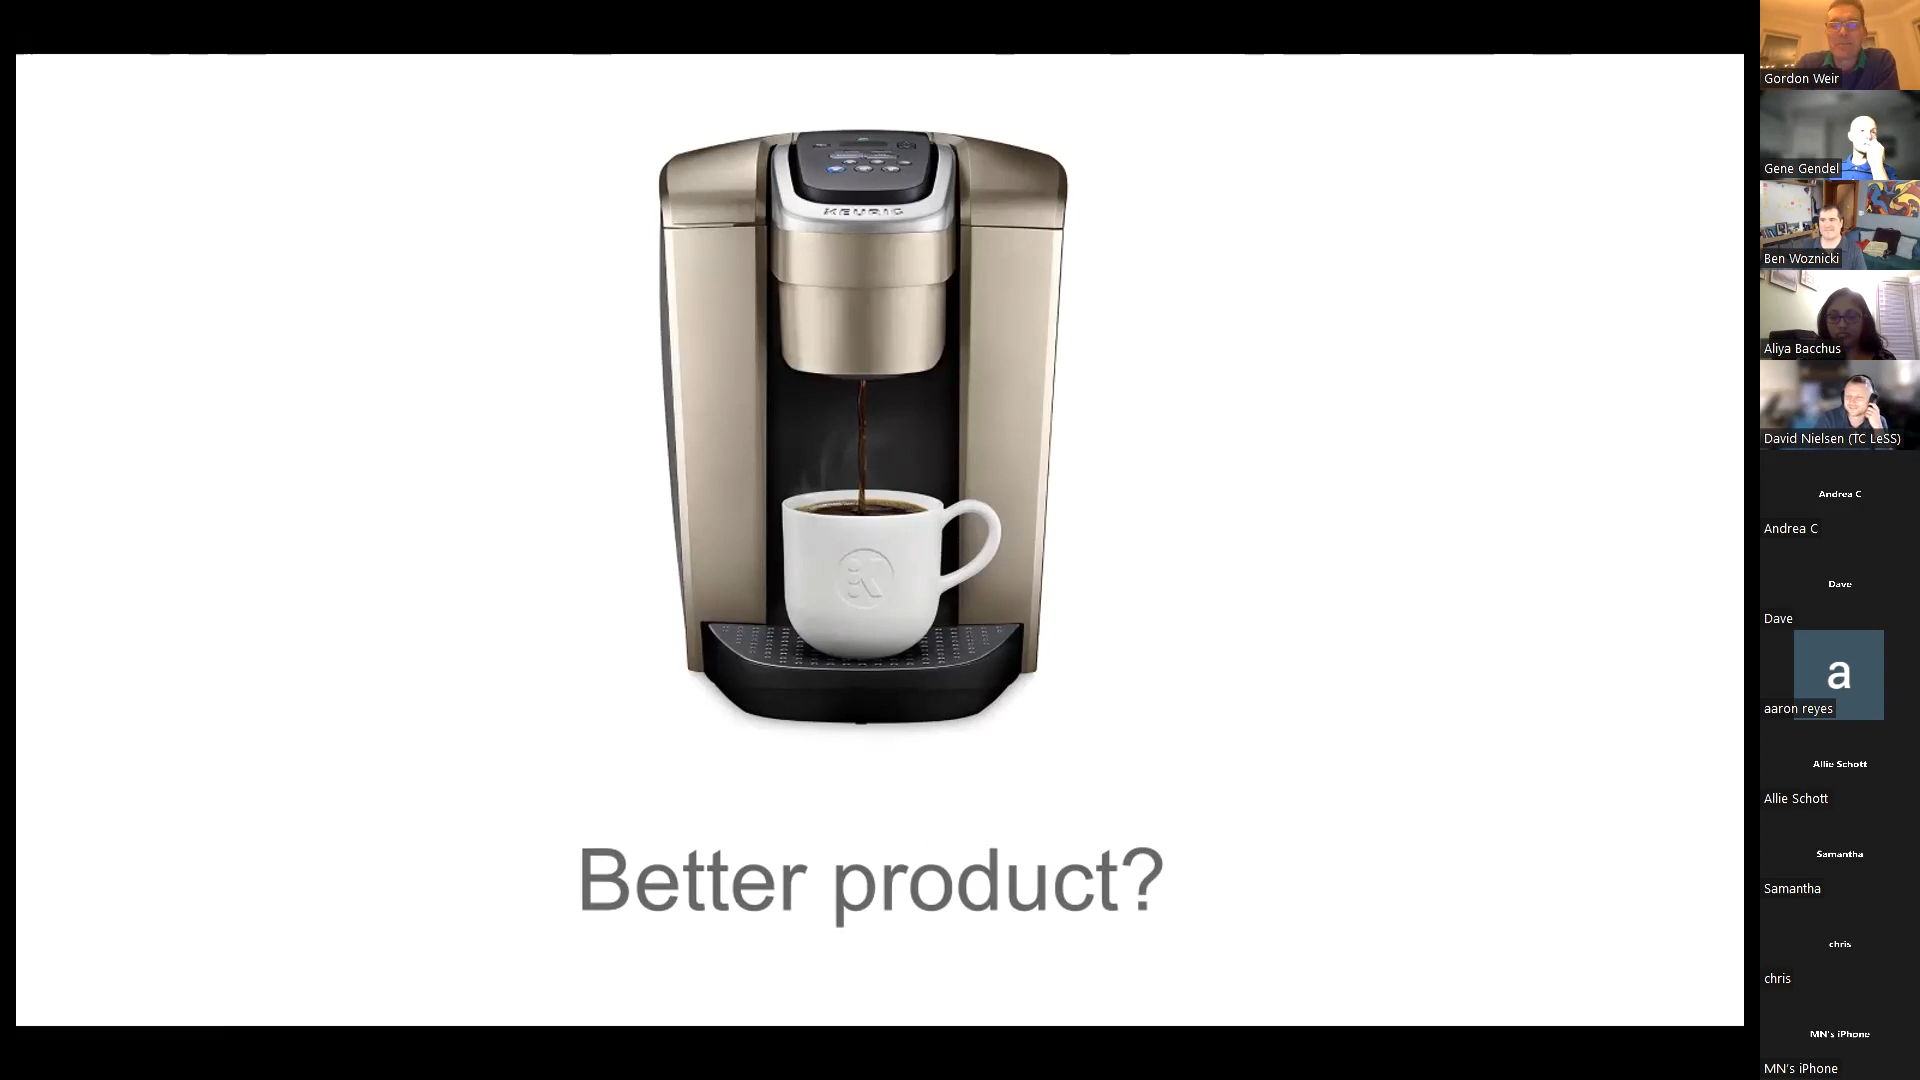 KEURIG
Better product?
Gordon Weir
Gene Gendel
Ben Woznicki
Aliya Bacchus
David Nielsen (TC LeSS)
Andrea C
Andrea C
Dave
Dave
a
aaron reyes
Allie Schott
Allie Schott
Samantha
Samantha
chris
chris
MN's iPhone
MN's iPhone